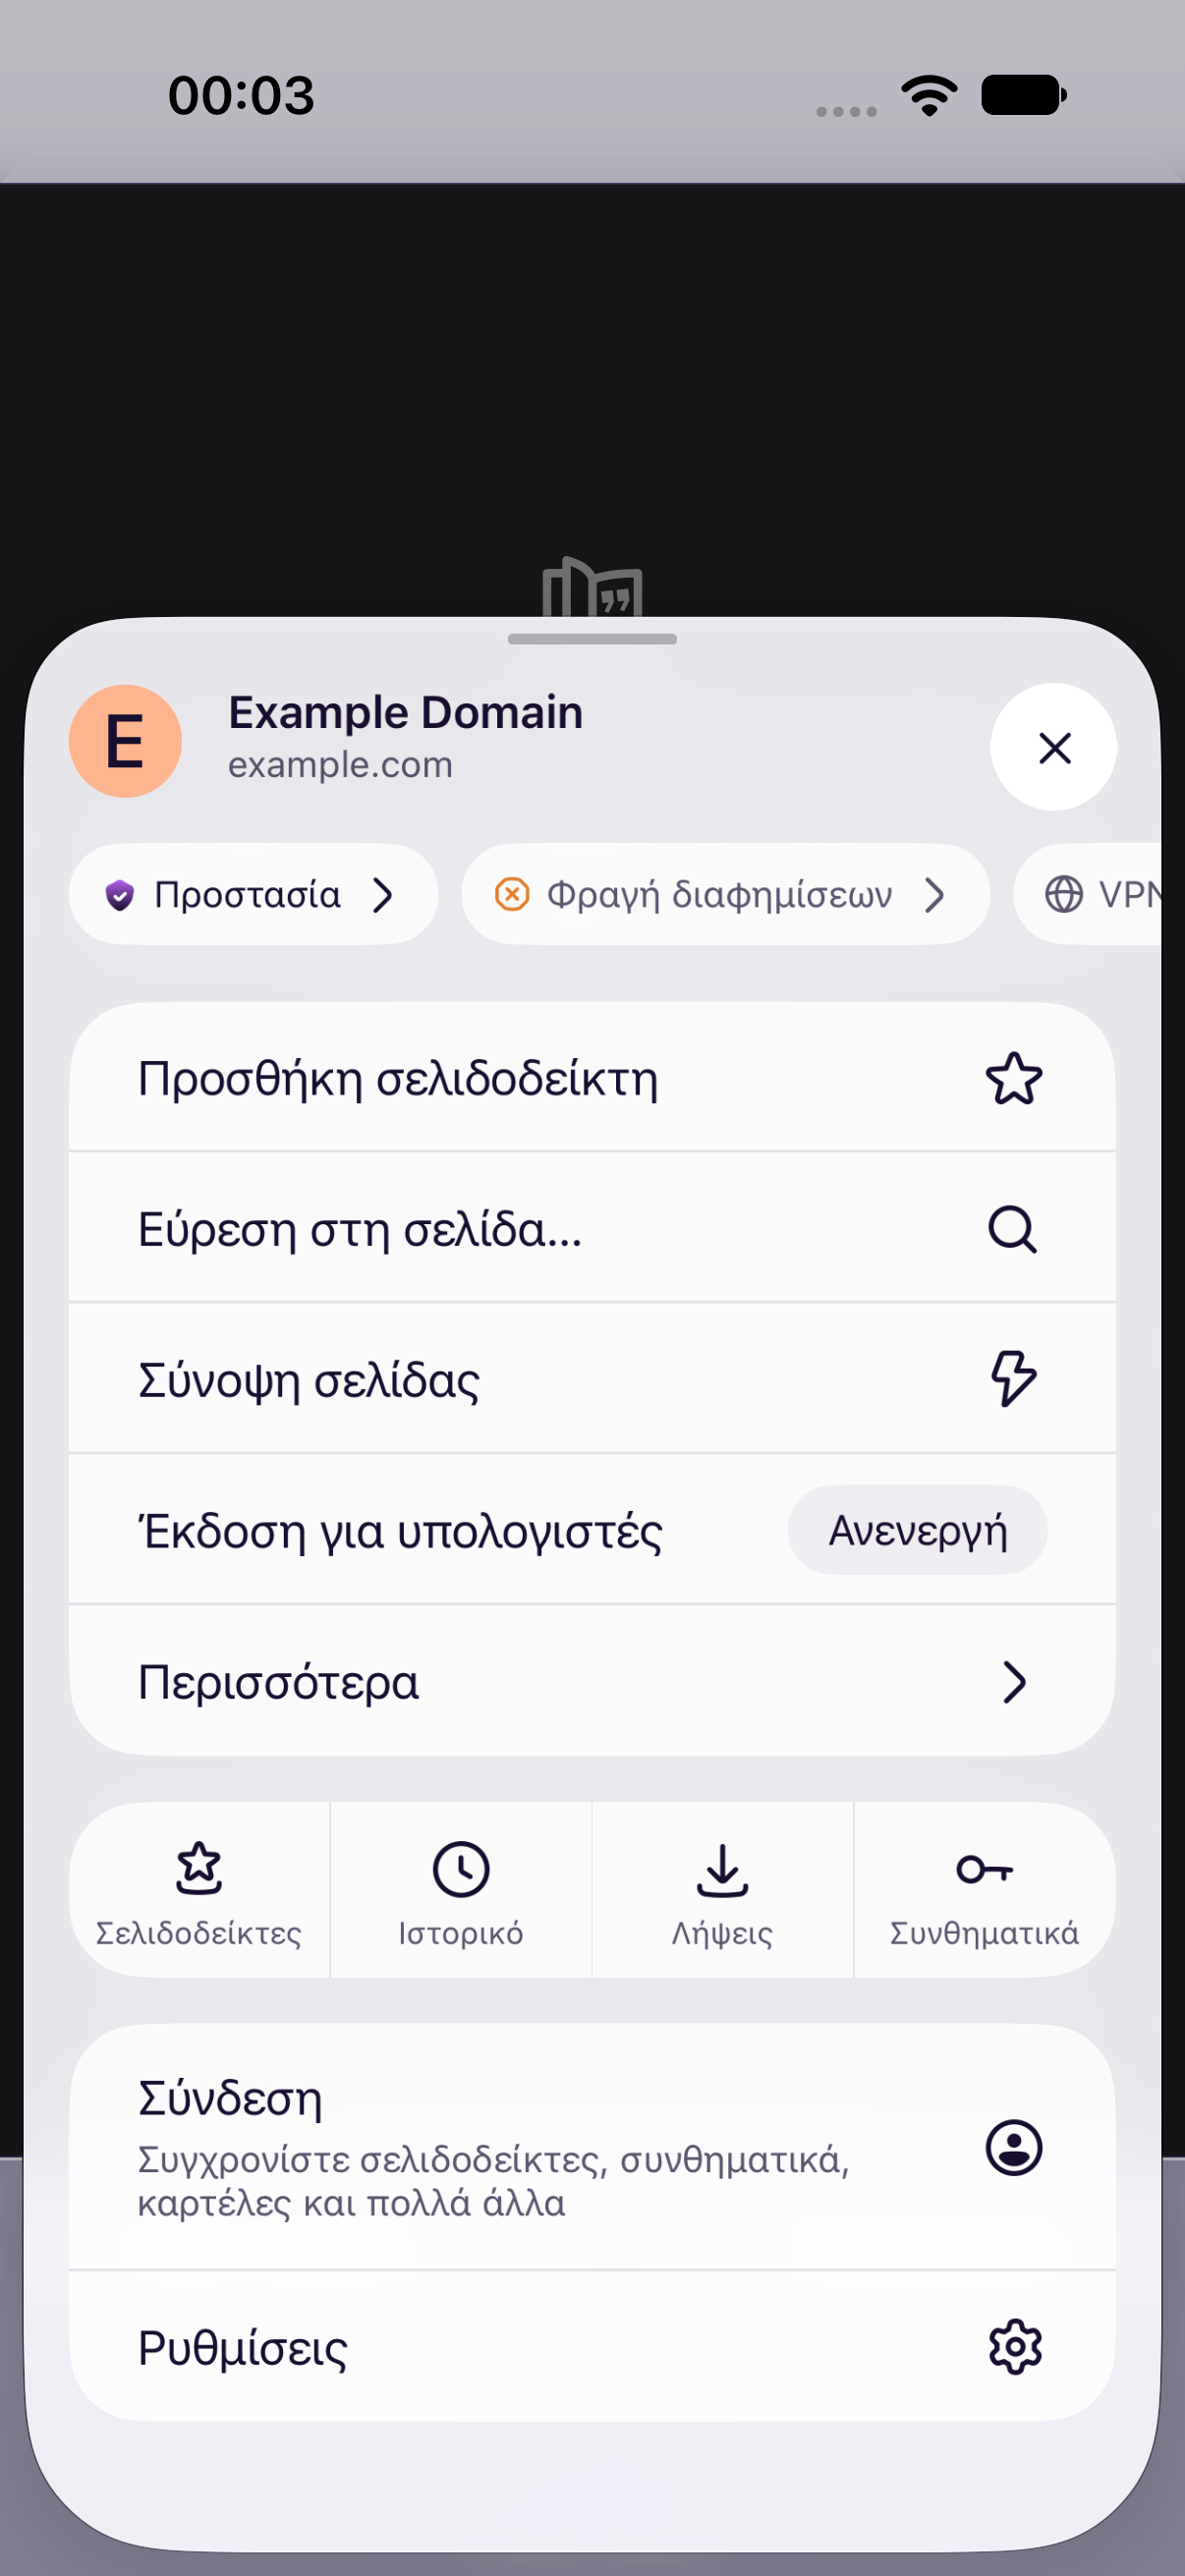 00:03
E
Example Domain
example.com
Προστασία
Φραγή διαφημίσεων
VPN
Προσθήκη σελιδοδείκτη
Εύρεση στη σελίδα...
Σύνοψη σελίδας
Έκδοση για υπολογιστές
Ανενεργή
Περισσότερα
Σελιδοδείκτες
Ιστορικό
Λήψεις
Συνθηματικά
Σύνδεση
Συγχρονίστε σελιδοδείκτες, συνθηματικά,
καρτέλες και πολλά άλλα
Ρυθμίσεις